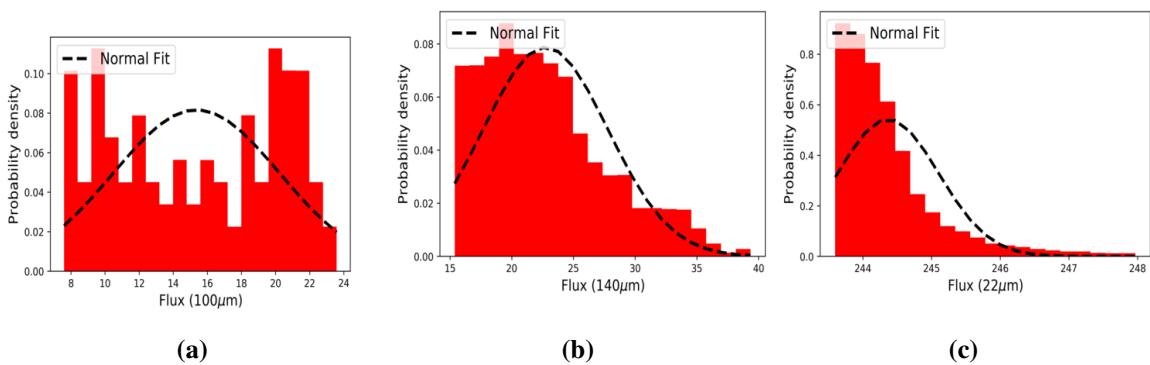 Normal Fit
Probability density
0.10
0.08
0.06
0.04
0.02
0.00
8 10 12 14 16 18 20 22 24
Flux (100μm)
(a)
Normal Fit
Probability density
0.08
0.06
0.04
0.02
0.00
15 20 25 30 35 40
Flux (140μm)
(b)
Normal Fit
Probability density
0.8
0.6
0.4
0.2
0.0
244 245 246 247 248
Flux (22μm)
(c)